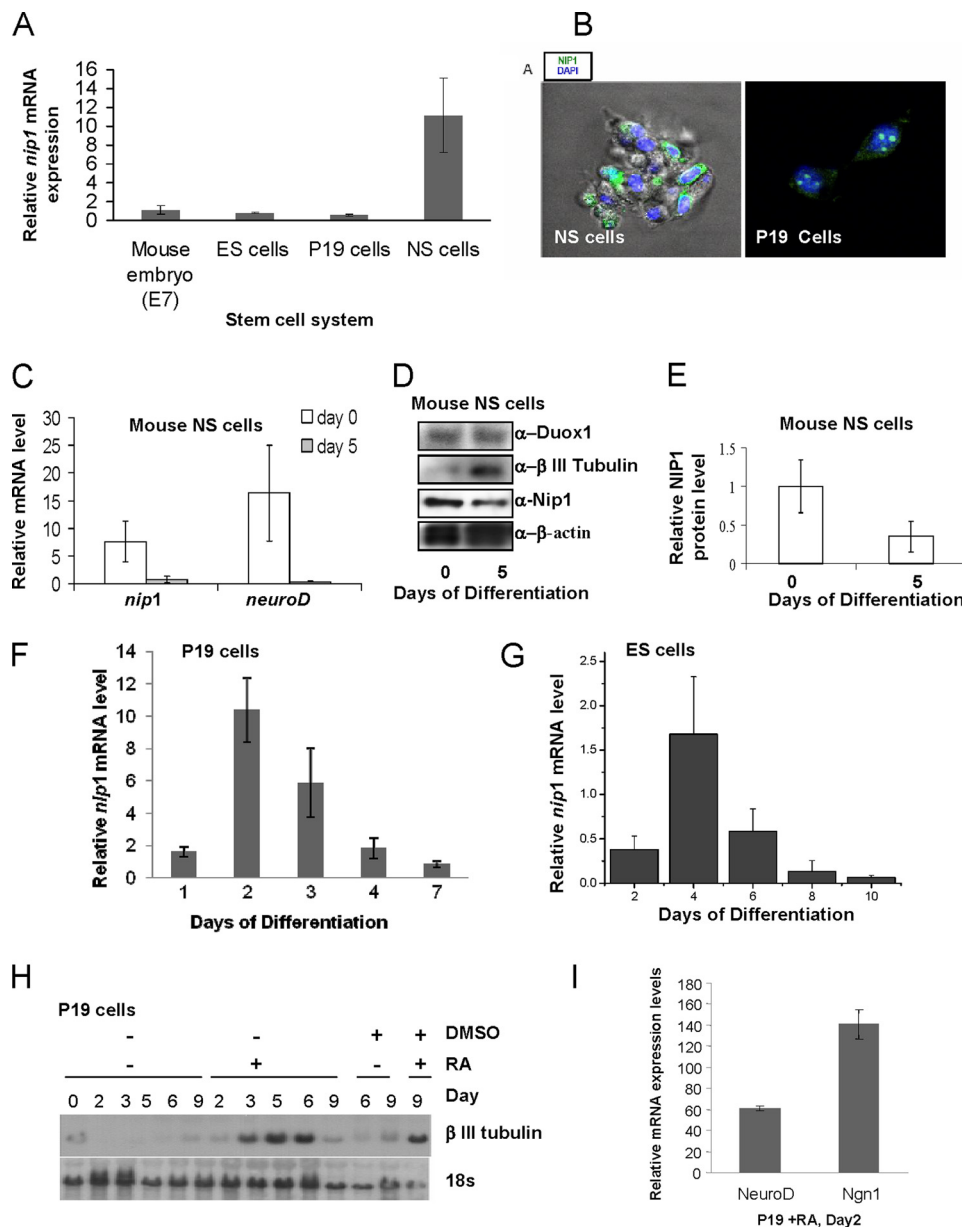 A
Relative nip1 mRNA
expression
16
14
12
10
8
6
4
2
0
Mouse
embryo
(E7)
ES cells
P19 cells
NS cells
Stem cell system
B
A
NIP1
DAPI
NS cells
P19 Cells
C
Mouse NS cells
day 0
day 5
Relative mRNA level
30
25
20
15
10
5
0
nip1
neuroD
D
Mouse NS cells
α–Duox1
α–β III Tubulin
α-Nip1
α–β-actin
0 5
Days of Differentiation
E
Mouse NS cells
Relative NIP1
protein level
1.5
1
0.5
0
0 5
Days of Differentiation
F
P19 cells
Relative nip1 mRNA level
14
12
10
8
6
4
2
0
1 2 3 4 7
Days of Differentiation
G
ES cells
Relative nip1 mRNA level
2.5
2.0
1.5
1.0
0.5
0.0
2 4 6 8 10
Days of Differentiation
H
P19 cells
- - + + DMSO
- + - + RA
0 2 3 5 6 9 2 3 5 6 9 6 9 9 Day
β III tubulin
18s
I
Relative mRNA expression levels
180
160
140
120
100
80
60
40
20
0
NeuroD Ngn1
P19 +RA, Day2